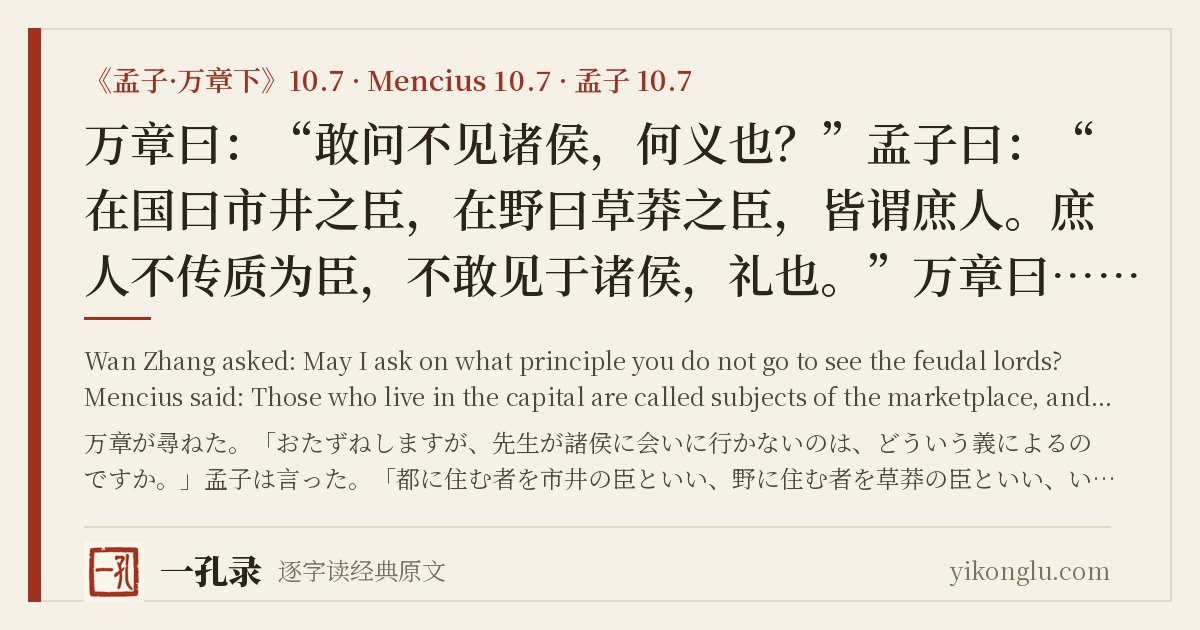 《孟子·万章下》10.7 · Mencius 10.7 · 孟子 10.7
万章曰：“敢问不见诸侯，何义也？”孟子曰：“
在国曰市井之臣，在野曰草莽之臣，皆谓庶人。庶
人不传质为臣，不敢见于诸侯，礼也。”万章曰……
Wan Zhang asked: May I ask on what principle you do not go to see the feudal lords?
Mencius said: Those who live in the capital are called subjects of the marketplace, and...
万章が尋ねた。「おたずねしますが、先生が諸侯に会いに行かないのは、どういう義によるの
ですか。」孟子は言った。「都に住む者を市井の臣といい、野に住む者を草莽の臣といい、い…
一孔
一孔录 逐字读经典原文
yikonglu.com